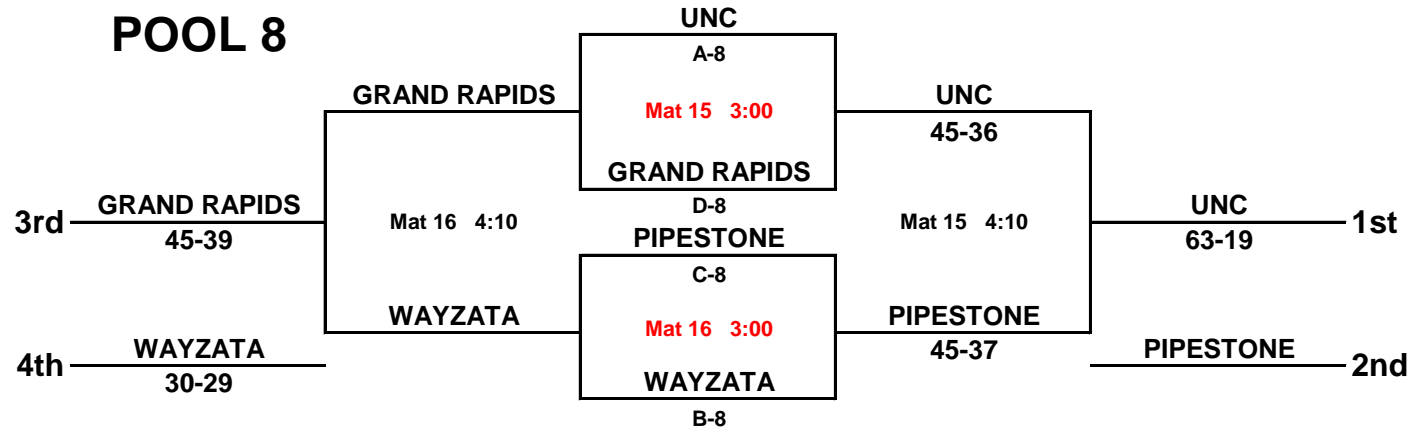 POOL 8
UNC
A-8
GRAND RAPIDS
Mat 15 3:00
UNC
45-36
GRAND RAPIDS
D-8
3rd
GRAND RAPIDS
45-39
Mat 16 4:10
Mat 15 4:10
UNC
63-19
1st
PIPESTONE
C-8
WAYZATA
Mat 16 3:00
PIPESTONE
45-37
WAYZATA
B-8
4th
WAYZATA
30-29
PIPESTONE
2nd